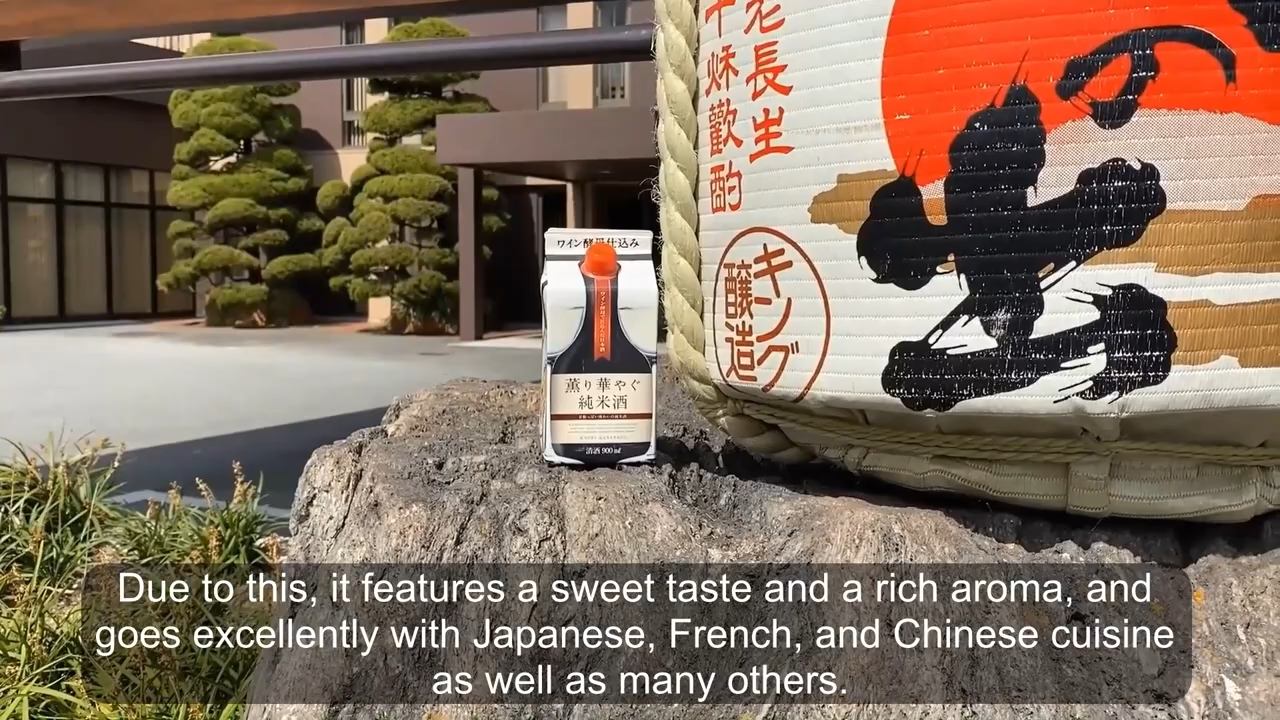 老長生
千秌歡酌
キング
醸造
ワイン酵母仕込み
薫り華やぐ
純米酒
清酒 900㎖
Due to this, it features a sweet taste and a rich aroma, and
goes excellently with Japanese, French, and Chinese cuisine
as well as many others.